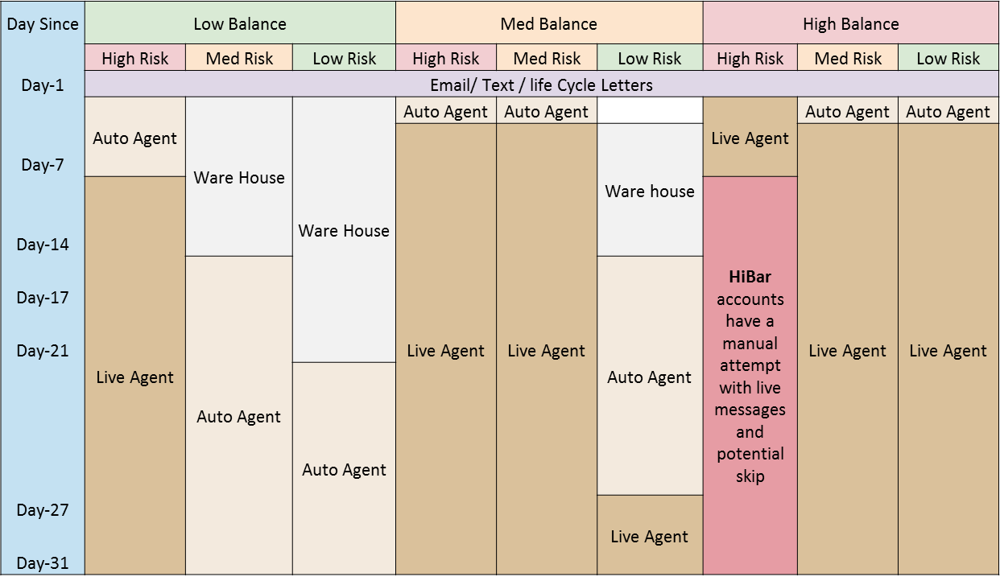 Day Since Low Balance Med Balance High Balance
High Risk Med Risk Low Risk High Risk Med Risk Low Risk High Risk Med Risk Low Risk
Day-1 Email/ Text / life Cycle Letters
Auto Agent Auto Agent Auto Agent Auto Agent
Auto Agent Live Agent
Day-7
Ware House
Ware house
Ware House
Day-14
HiBar
Day-17 accounts
have a
manual
Day-21 Live Agent Live Agent Live Agent Live Agent
attempt
Live Agent Auto Agent
with live
messages
Auto Agent
and
potential
Auto Agent
skip
Day-27
Live Agent
Day-31